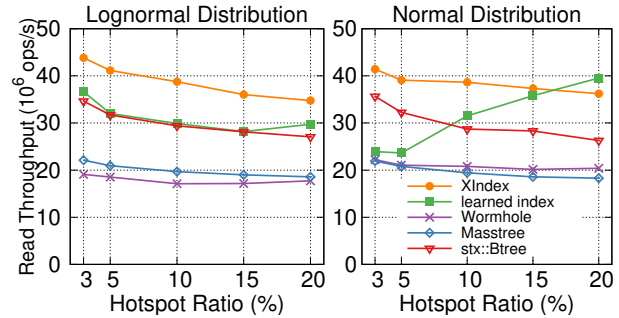 Lognormal Distribution
Normal Distribution
Read Throughput (10^6 ops/s)
50
40
30
20
10
0
3 5 10 15 20
Hotspot Ratio (%)
50
40
30
20
10
0
XIndex
learned index
Wormhole
Masstree
stx::Btree
3 5 10 15 20
Hotspot Ratio (%)